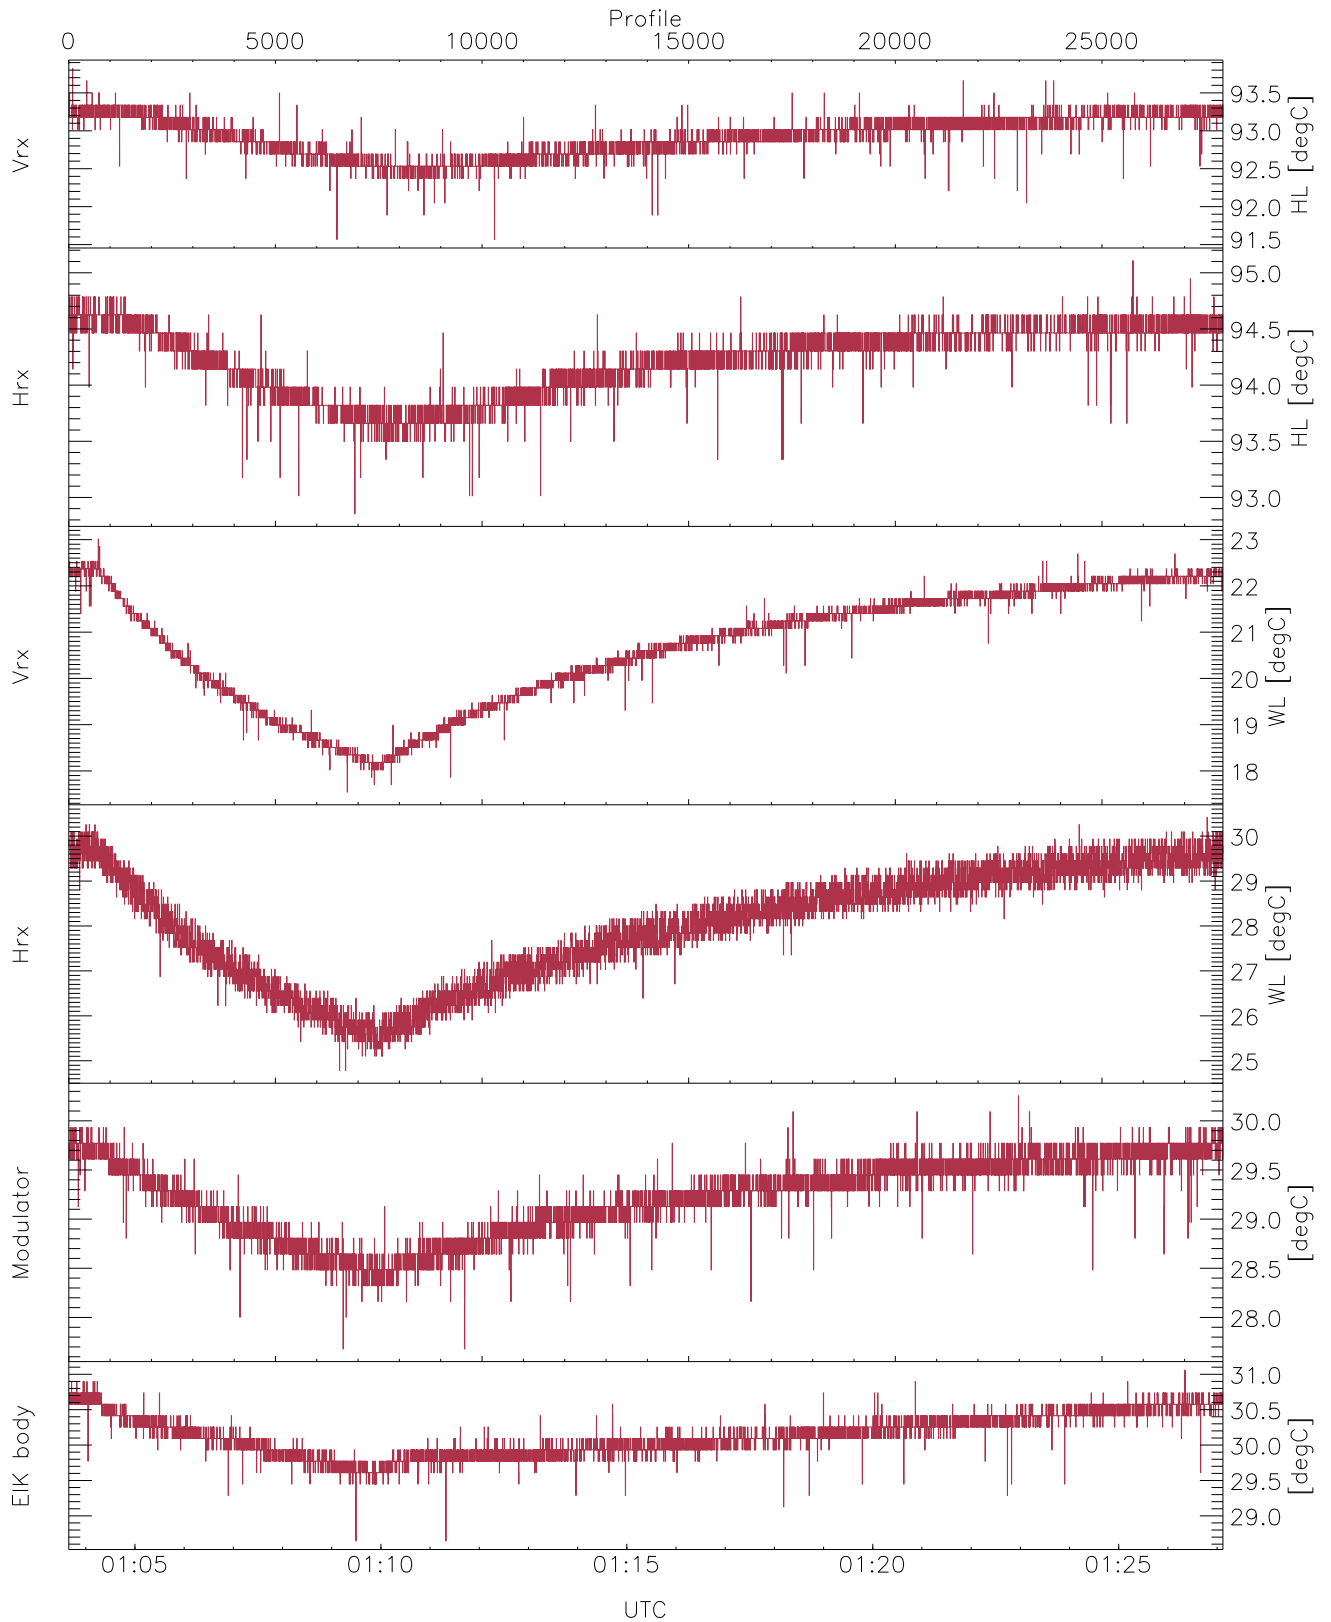 Profile
0 5000 10000 15000 20000 25000
Vrx
93.5
93.0
92.5
92.0
91.5
HL [degC]
Hrx
95.0
94.5
94.0
93.5
93.0
HL [degC]
Vrx
23
22
21
20
19
18
WL [degC]
Hrx
30
29
28
27
26
25
WL [degC]
Modulator
30.0
29.5
29.0
28.5
28.0
[degC]
EIK body
31.0
30.5
30.0
29.5
29.0
[degC]
01:05 01:10 01:15 01:20 01:25
UTC